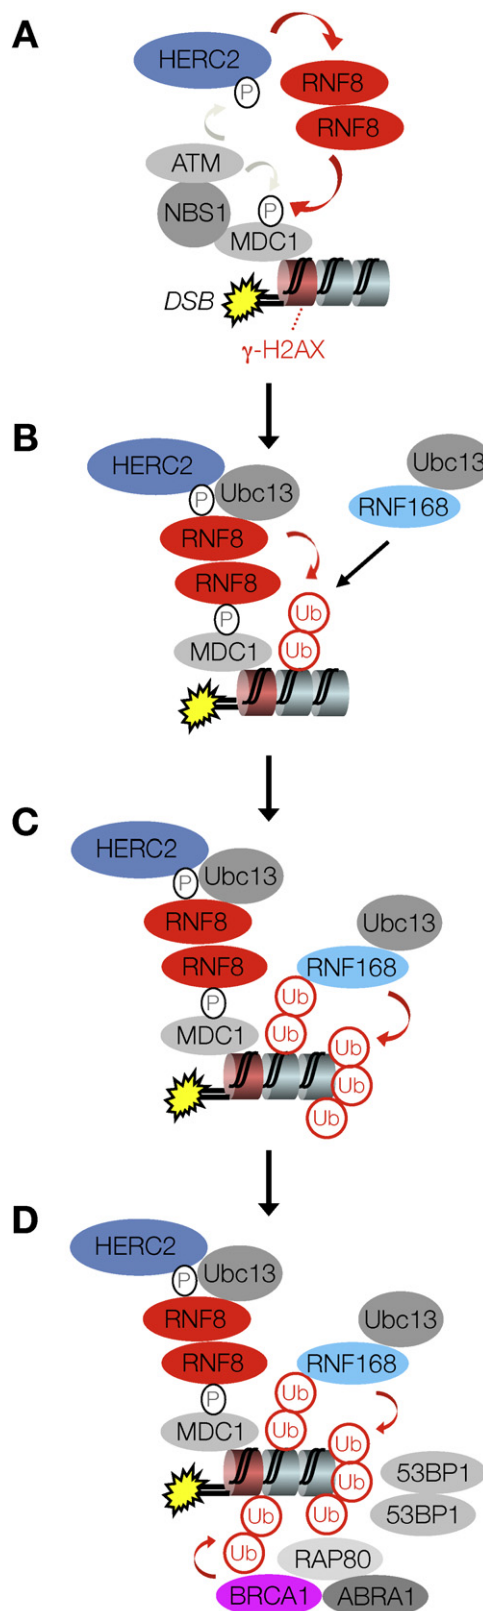 A
HERC2
P
RNF8
RNF8
ATM
NBS1
P
MDC1
DSB
γ-H2AX
B
HERC2
Ubc13
P
RNF8
RNF8
P
MDC1
Ubc13
RNF168
Ub
Ub
C
HERC2
P
Ubc13
RNF8
RNF8
P
MDC1
Ubc13
RNF168
Ub
Ub
Ub
Ub
Ub
D
HERC2
P
Ubc13
RNF8
RNF8
P
MDC1
Ubc13
RNF168
Ub
Ub
Ub
Ub
Ub
Ub
Ub
53BP1
53BP1
RAP80
BRCA1
ABRA1